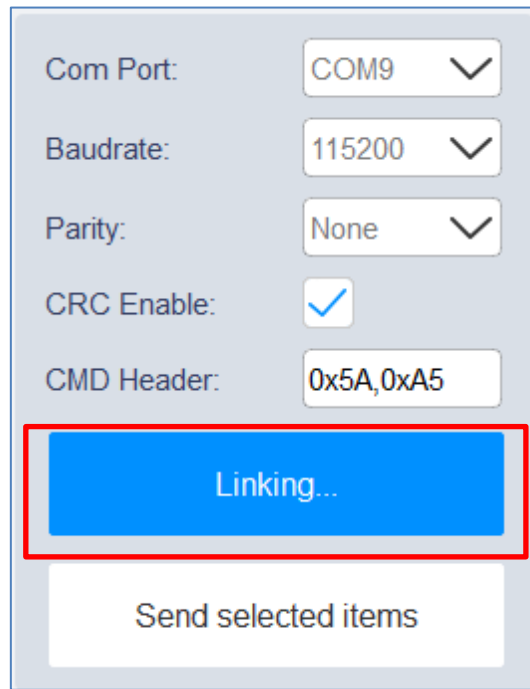 Com Port: COM9
Baudrate: 115200
Parity: None
CRC Enable:
CMD Header: 0x5A,0xA5
Linking...
Send selected items